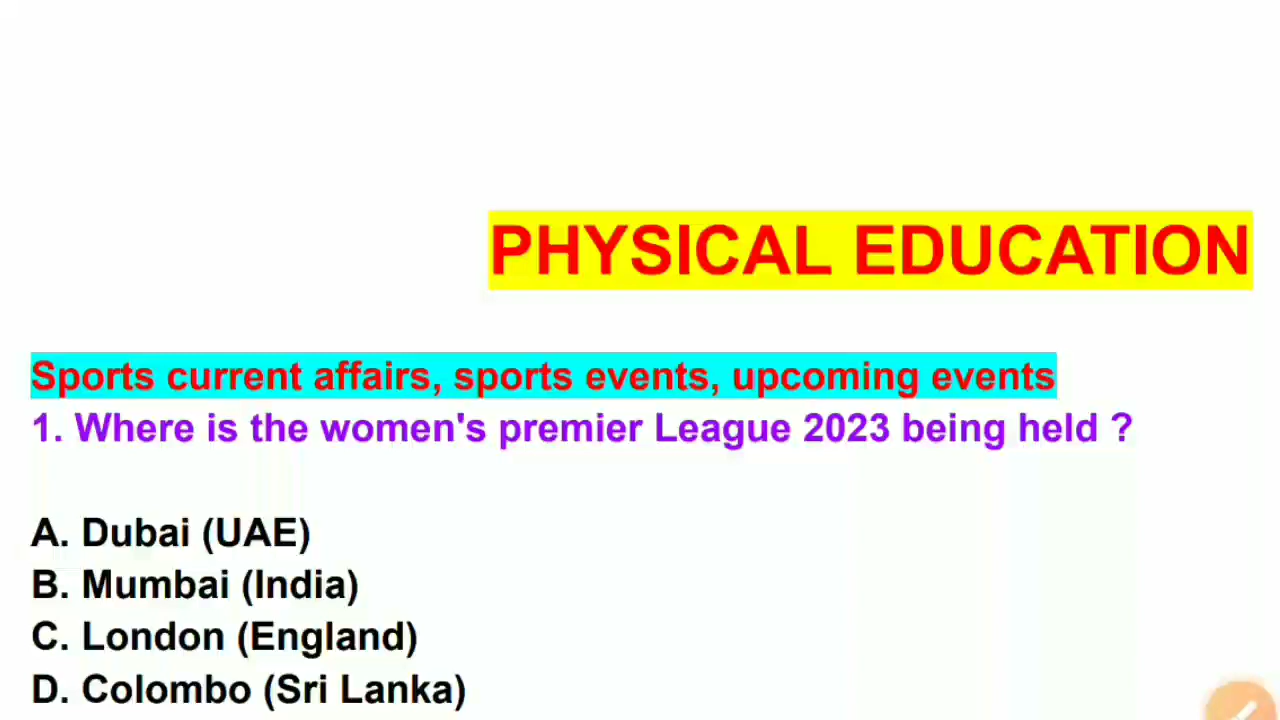 PHYSICAL EDUCATION
Sports current affairs, sports events, upcoming events
1. Where is the women's premier League 2023 being held ?
A. Dubai (UAE)
B. Mumbai (India)
C. London (England)
D. Colombo (Sri Lanka)